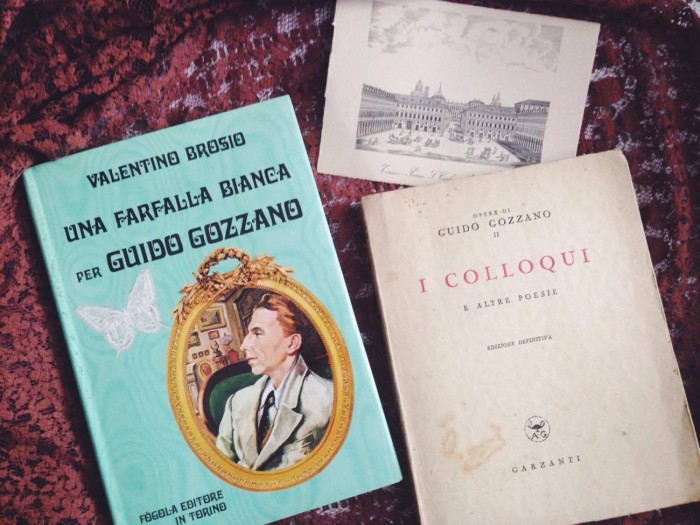 VALENTINO BROSIO
UNA FARFALLA BIANCA
PER GUIDO GOZZANO
FÒGOLA EDITORE
IN TORINO
OPERE DI
GUIDO GOZZANO
II
I COLLOQUI
E ALTRE POESIE
EDIZIONE DEFINITIVA
A G
GARZANTI